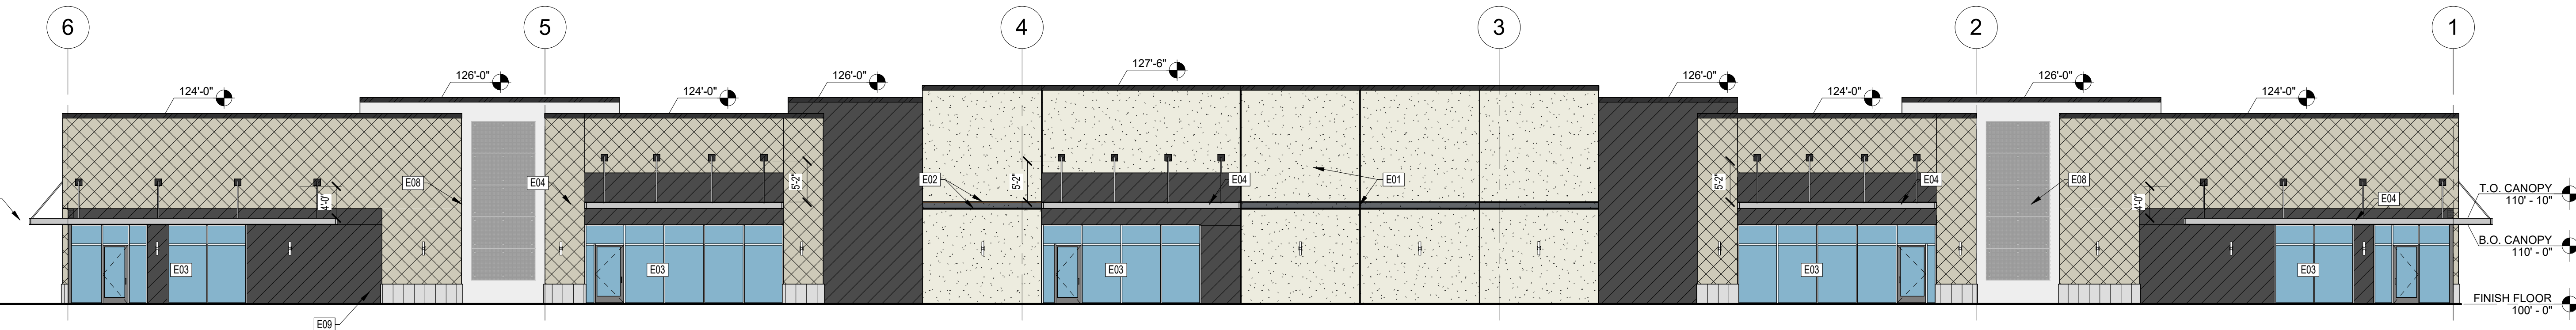 6
5
4
3
2
1
127'-6"
126'-0"
126'-0"
126'-0"
126'-0"
124'-0"
124'-0"
124'-0"
124'-0"
E08
E04
E02
E04
E01
E04
E08
E04
4'-0"
5'-2"
5'-2"
5'-2"
4'-0"
T.O. CANOPY
110' - 10"
B.O. CANOPY
110' - 0"
E03
E03
E03
E03
E03
FINISH FLOOR
100' - 0"
E09